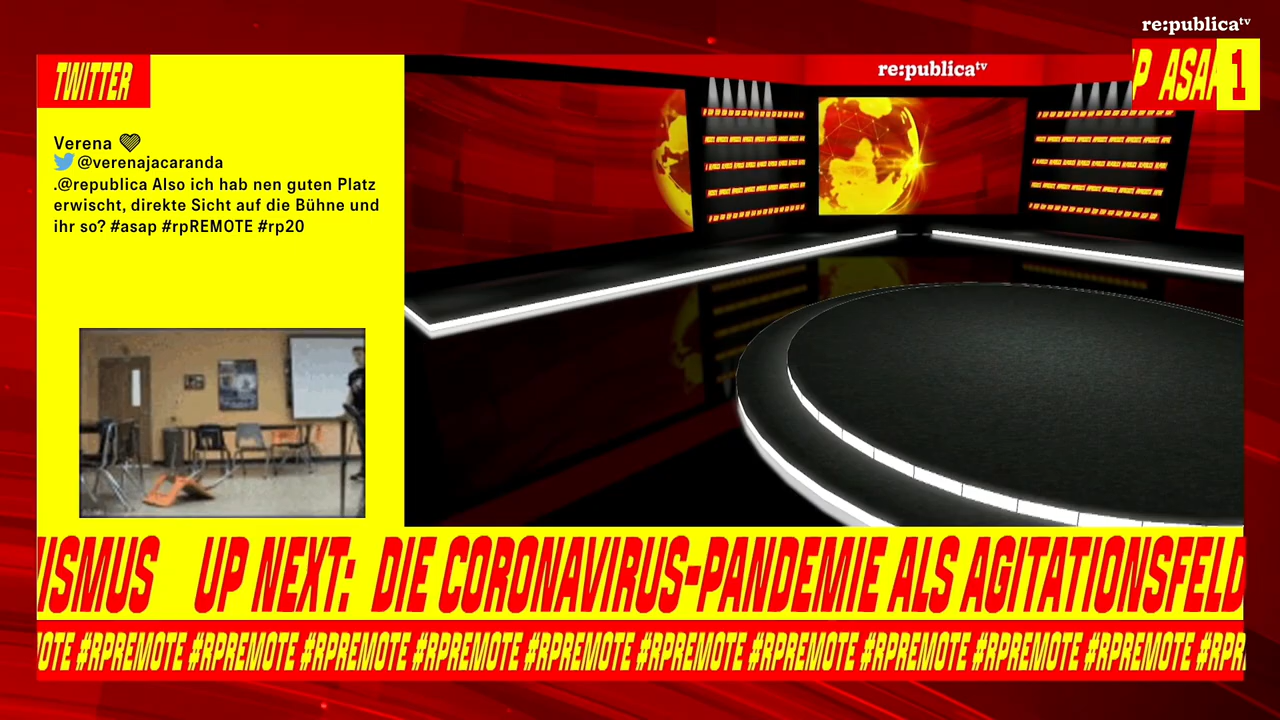 re:publica tv
TWITTER
re:publica tv
P ASAP 1
Verena
@verenajacaranda
.@republica Also ich hab nen guten Platz
erwischt, direkte Sicht auf die Bühne und
ihr so? #asap #rpREMOTE #rp20
ISMUS UP NEXT: DIE CORONAVIRUS-PANDEMIE ALS AGITATIONSFELD
OTE #RPREMOTE #RPREMOTE #RPREMOTE #RPREMOTE #RPREMOTE #RPREMOTE #RPREMOTE #RPREMOTE #RPREMOTE #RPREMOTE #RPR